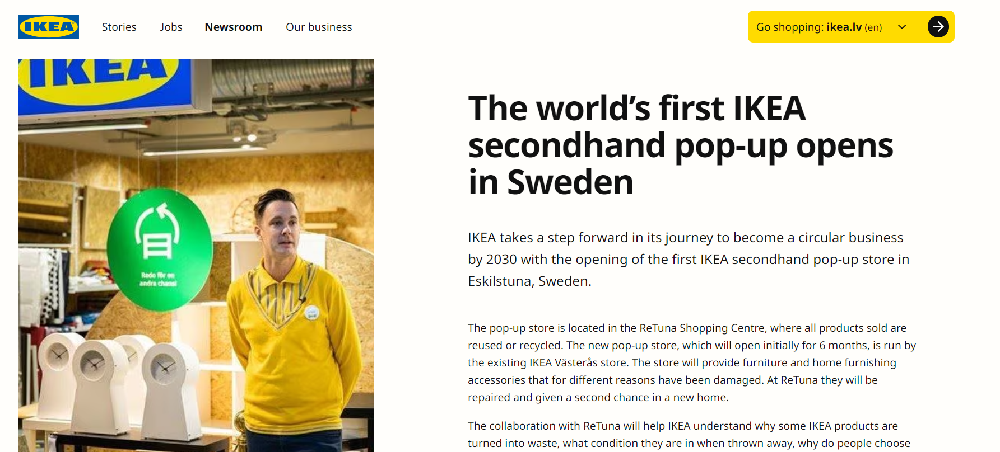 IKEA
Stories Jobs Newsroom Our business
Go shopping: ikea.lv (en)
IKEA
Redo för en
andra chans!
The world’s first IKEA
secondhand pop-up opens
in Sweden
IKEA takes a step forward in its journey to become a circular business
by 2030 with the opening of the first IKEA secondhand pop-up store in
Eskilstuna, Sweden.
The pop-up store is located in the ReTuna Shopping Centre, where all products sold are
reused or recycled. The new pop-up store, which will open initially for 6 months, is run by
the existing IKEA Västerås store. The store will provide furniture and home furnishing
accessories that for different reasons have been damaged. At ReTuna they will be
repaired and given a second chance in a new home.
The collaboration with ReTuna will help IKEA understand why some IKEA products are
turned into waste, what condition they are in when thrown away, why do people choose